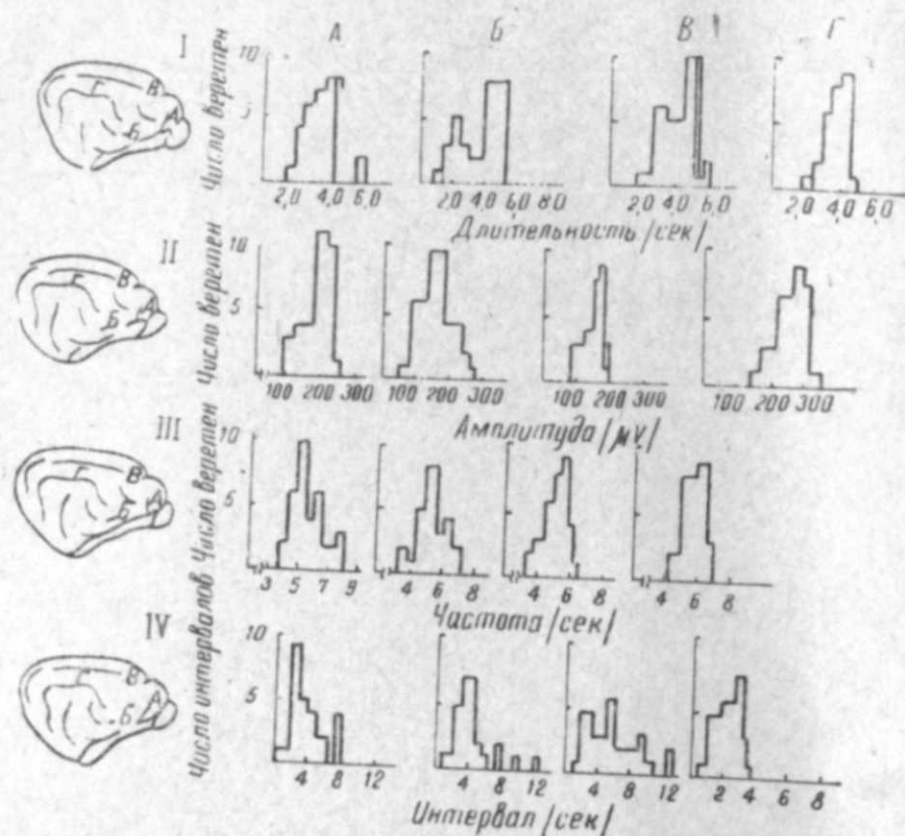 I А Б В Г
Число веретен
10
5
В
Г
А
Б
2,0 4,0 6,0 2,0 4,0 6,0 8,0 2,0 4,0 6,0 2,0 4,0 6,0
Длительность/сек/
II
Число веретен
10
5
В
Г
А
Б
100 200 300 100 200 300 100 200 300 100 200 300
Амплитуда/μV/
III
Число веретен
10
5
В
Г
А
Б
3 5 7 9 4 6 8 4 6 8 4 6 8
Частота/сек/
IV
Число интервалов
10
5
В
Г
А
Б
4 8 12 4 8 12 4 8 12 2 4 6 8
Интервал/сек/